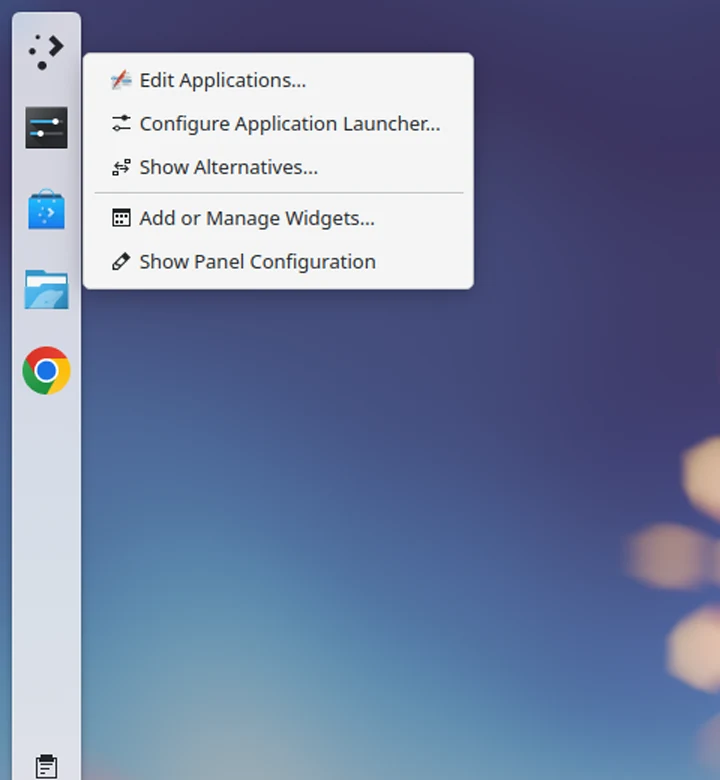 Edit Applications...
Configure Application Launcher...
Show Alternatives...
Add or Manage Widgets...
Show Panel Configuration